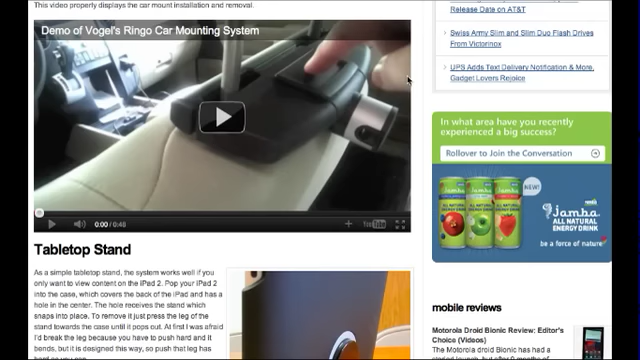 This video properly displays the car mount installation and removal.
Demo of Vogel's Ringo Car Mounting System
0:00 / 0:48
YouTube
Tabletop Stand
As a simple tabletop stand, the system works well if you
only want to view content on the iPad 2. Pop your iPad 2
into the case, which covers the back of the iPad and has a
hole in the center. The hole receives the stand which
snaps into place. To remove it just press the leg of the
stand towards the case until it pops out. At first I was afraid
I'd break the leg because you have to push hard and it
bends, but it is designed this way, so push that leg has
Release Date on AT&T
Swiss Army Slim and Slim Duo Flash Drives
From Victorinox
UPS Adds Text Delivery Notification & More,
Gadget Lovers Rejoice
In what area have you recently
experienced a big success?
Rollover to Join the Conversation
NEW!
Jamba
ALL NATURAL
ENERGY DRINK
be a force of nature
mobile reviews
Motorola Droid Bionic Review: Editor's
Choice (Videos)
The Motorola droid Bionic has had a